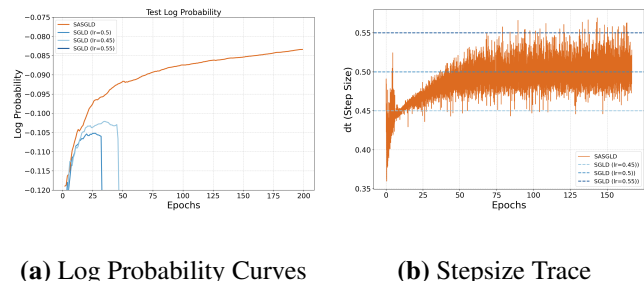 Test Log Probability
SASGLD
SGLD (lr=0.5)
SGLD (lr=0.45)
SGLD (lr=0.55)
Log Probability
−0.075
−0.080
−0.085
−0.090
−0.095
−0.100
−0.105
−0.110
−0.115
−0.120
0 25 50 75 100 125 150 175 200
Epochs
dt (Step Size)
0.55
0.50
0.45
0.40
0.35
SASGLD
SGLD (lr=0.45))
SGLD (lr=0.5))
SGLD (lr=0.55))
0 25 50 75 100 125 150
Epochs
(a) Log Probability Curves
(b) Stepsize Trace